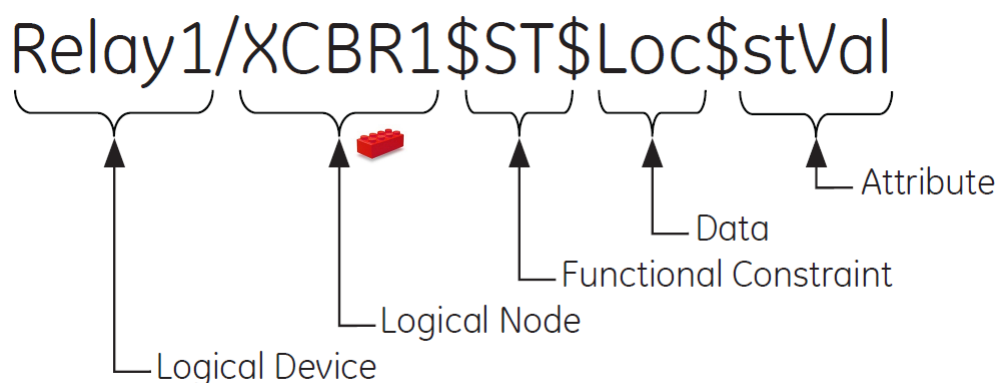 Relay1/XCBR1$ST$Loc$stVal
Attribute
Data
Functional Constraint
Logical Node
Logical Device